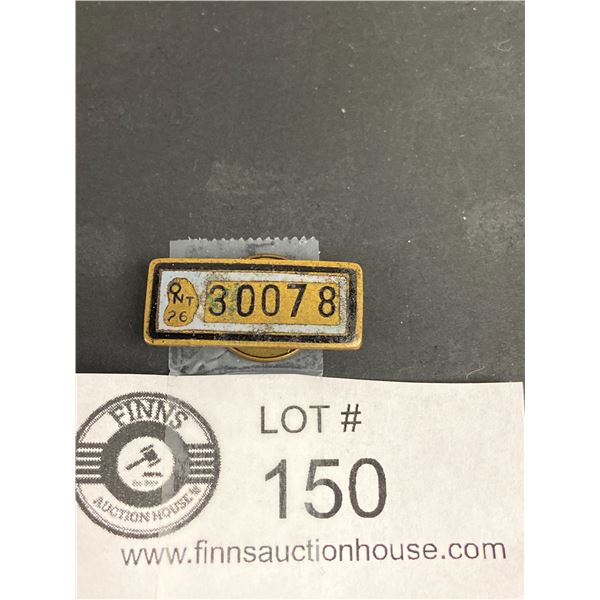 ONT
26
30078
FINNS
AUCTION HOUSE
LOT #
150
www.finnsauctionhouse.com